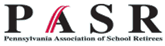 PASR
Pennsylvania Association of School Retirees